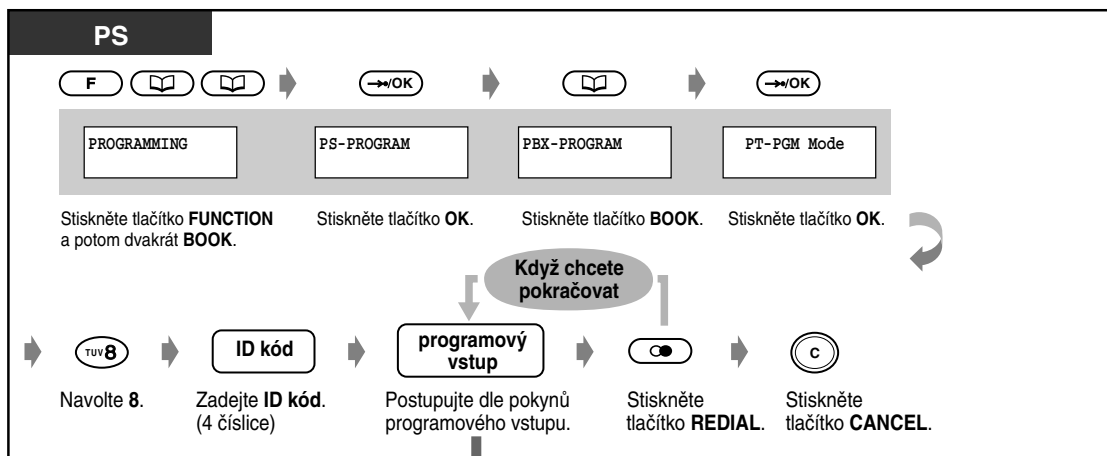 PS
F →•/OK →•/OK
PROGRAMMING PS-PROGRAM PBX-PROGRAM PT-PGM Mode
Stiskněte tlačítko FUNCTION Stiskněte tlačítko OK. Stiskněte tlačítko BOOK. Stiskněte tlačítko OK.
a potom dvakrát BOOK.
Když chcete
pokračovat
TUV8 ID kód programový C
vstup
Navolte 8. Zadejte ID kód. Postupujte dle pokynů Stiskněte Stiskněte
(4 číslice) programového vstupu. tlačítko REDIAL. tlačítko CANCEL.